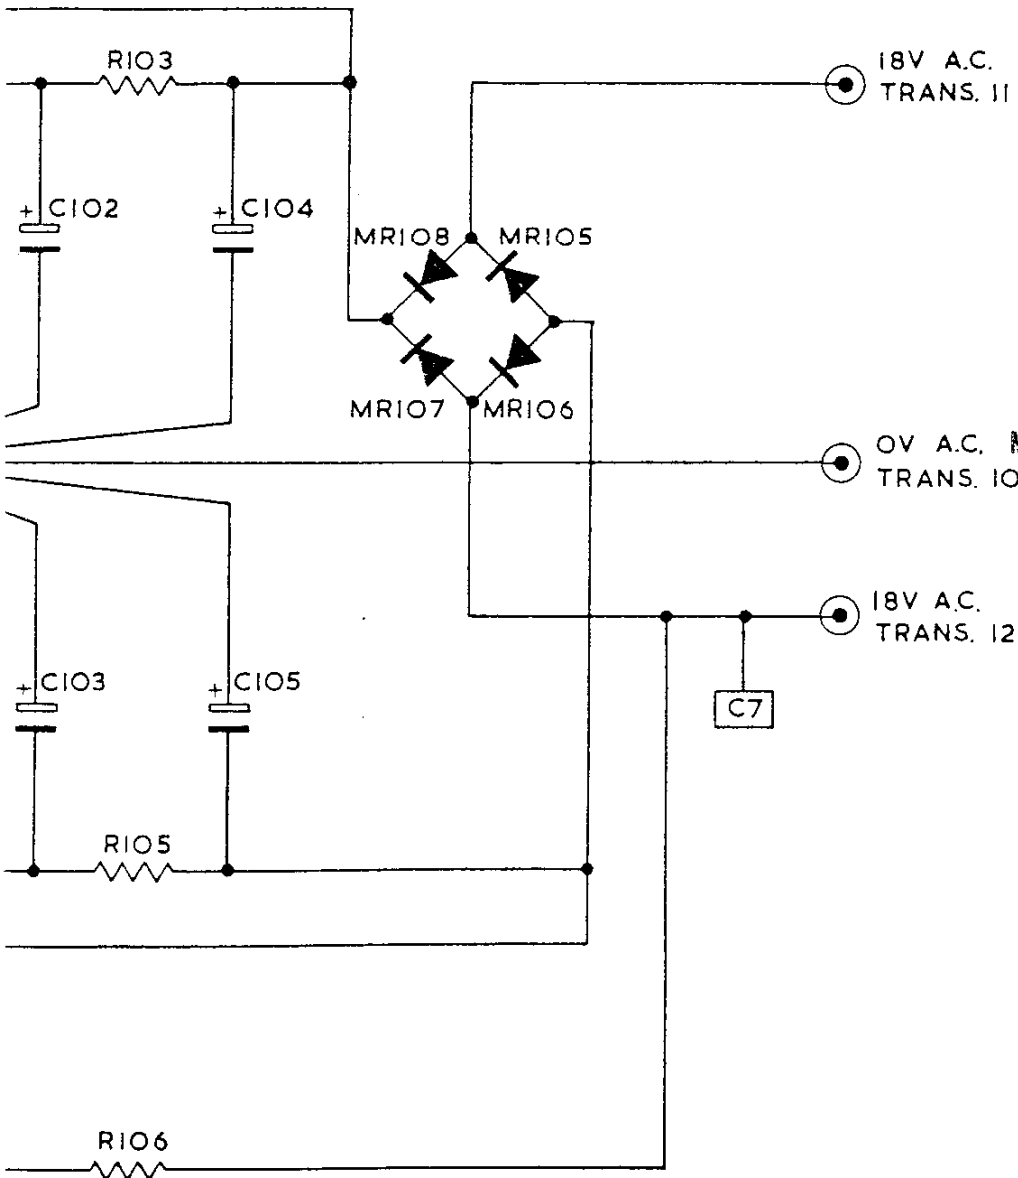 R103
18V A.C.
TRANS. 11
+ C102
+ C104
MR108
MR105
MR107
MR106
0V A.C.
TRANS. 10
18V A.C.
TRANS. 12
+ C103
+ C105
C7
R105
R106